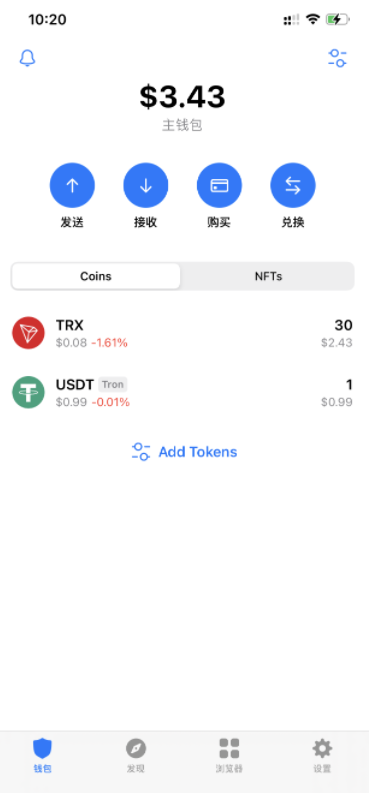 10:20
$3.43
主钱包
发送 接收 购买 兑换
Coins NFTs
TRX 30
$0.08 -1.61% $2.43
USDT Tron 1
$0.99 -0.01% $0.99
Add Tokens
钱包 发现 浏览器 设置